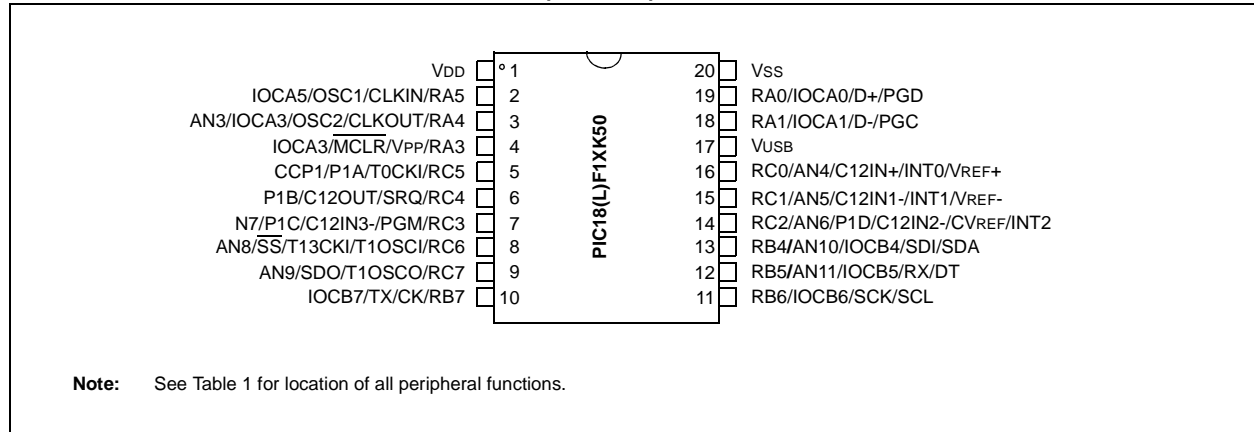 VDD 1 20 VSS
IOCA5/OSC1/CLKIN/RA5 2 19 RA0/IOCA0/D+/PGD
AN3/IOCA3/OSC2/CLKOUT/RA4 3 18 RA1/IOCA1/D-/PGC
IOCA3/MCLR/VPP/RA3 4 17 VUSB
CCP1/P1A/T0CKI/RC5 5 16 RC0/AN4/C12IN+/INT0/VREF+
P1B/C12OUT/SRQ/RC4 6 15 RC1/AN5/C12IN1-/INT1/VREF-
N7/P1C/C12IN3-/PGM/RC3 7 14 RC2/AN6/P1D/C12IN2-/CVREF/INT2
AN8/SS/T13CKI/T1OSCI/RC6 8 13 RB4/AN10/IOCB4/SDI/SDA
AN9/SDO/T1OSCO/RC7 9 12 RB5/AN11/IOCB5/RX/DT
IOCB7/TX/CK/RB7 10 11 RB6/IOCB6/SCK/SCL
PIC18(L)F1XK50
Note: See Table 1 for location of all peripheral functions.